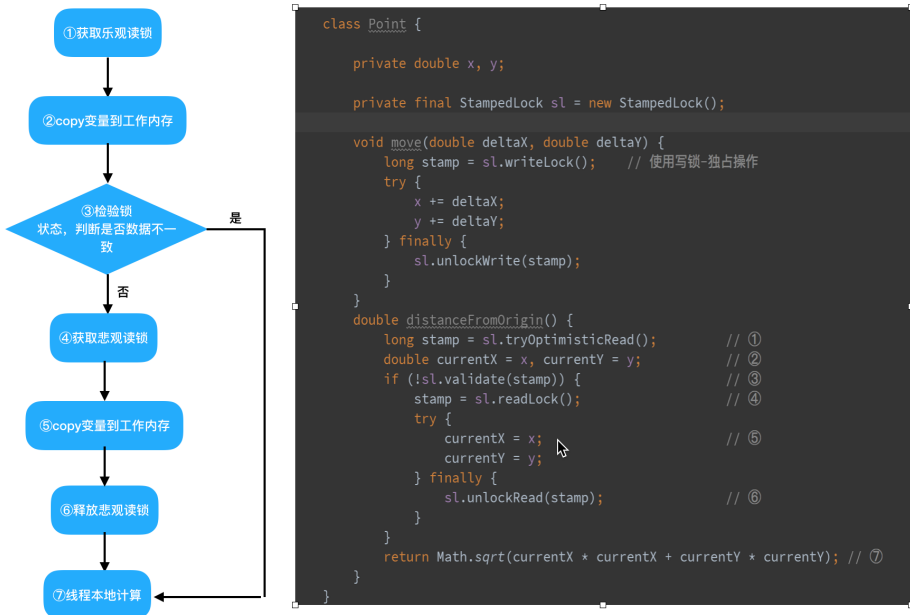 ①获取乐观读锁
②copy变量到工作内存
③检验锁
状态，判断是否数据不一
致
是
否
④获取悲观读锁
⑤copy变量到工作内存
⑥释放悲观读锁
⑦线程本地计算
class Point {
private double x, y;
private final StampedLock sl = new StampedLock();
void move(double deltaX, double deltaY) {
long stamp = sl.writeLock(); // 使用写锁-独占操作
try {
x += deltaX;
y += deltaY;
} finally {
sl.unlockWrite(stamp);
}
}
double distanceFromOrigin() {
long stamp = sl.tryOptimisticRead(); // ①
double currentX = x, currentY = y; // ②
if (!sl.validate(stamp)) { // ③
stamp = sl.readLock(); // ④
try {
currentX = x; // ⑤
currentY = y;
} finally {
sl.unlockRead(stamp); // ⑥
}
}
return Math.sqrt(currentX * currentX + currentY * currentY); // ⑦
}
}